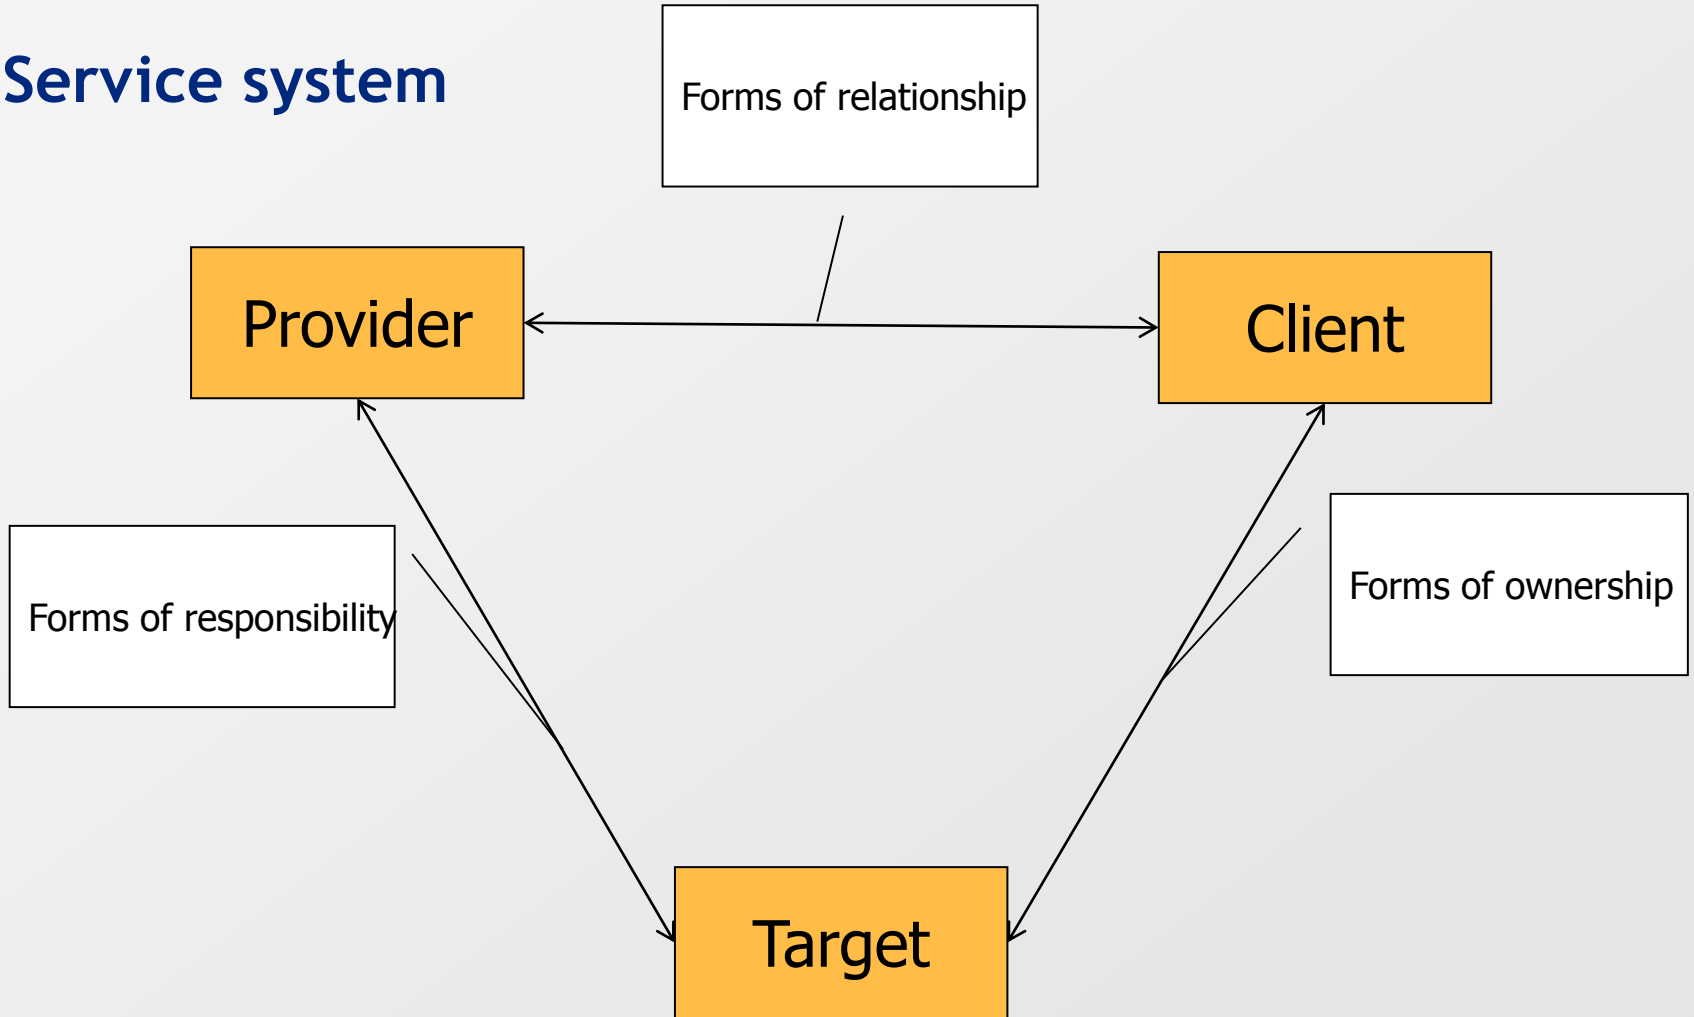 Service system
Forms of relationship
Provider
Client
Forms of responsibility
Forms of ownership
Target